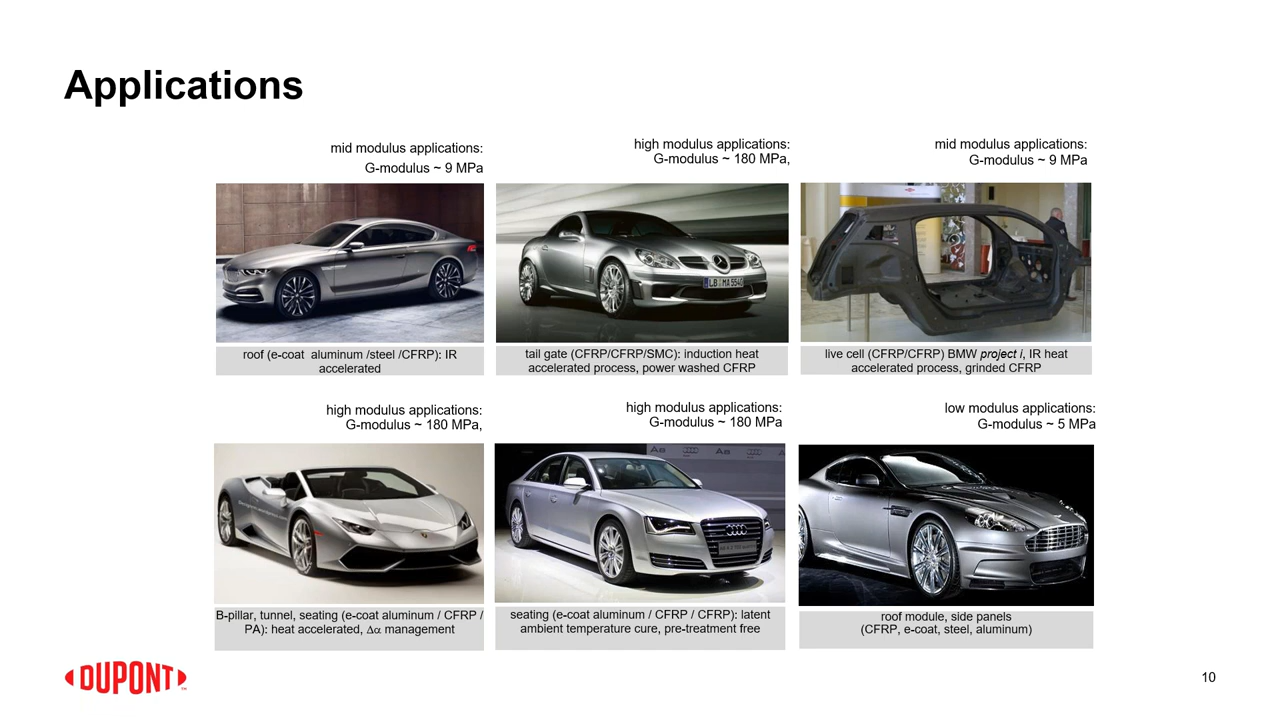 Applications
mid modulus applications:
G-modulus ~ 9 MPa
high modulus applications:
G-modulus ~ 180 MPa,
mid modulus applications:
G-modulus ~ 9 MPa
LB MA 5540
roof (e-coat  aluminum /steel /CFRP): IR
accelerated
tail gate (CFRP/CFRP/SMC): induction heat
accelerated process, power washed CFRP
live cell (CFRP/CFRP) BMW project i, IR heat
accelerated process, grinded CFRP
high modulus applications:
G-modulus ~ 180 MPa,
high modulus applications:
G-modulus ~ 180 MPa
low modulus applications:
G-modulus ~ 5 MPa
B-pillar, tunnel, seating (e-coat aluminum / CFRP /
PA): heat accelerated, Δα management
seating (e-coat aluminum / CFRP / CFRP): latent
ambient temperature cure, pre-treatment free
roof module, side panels
(CFRP, e-coat, steel, aluminum)
DUPONT™
10